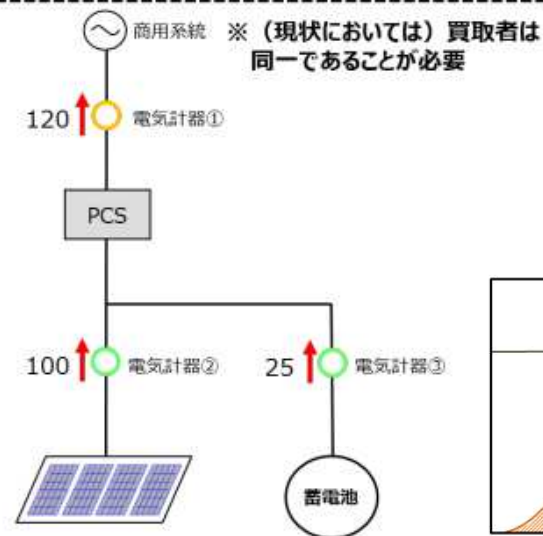 商用系統
※（現状においては）買取者は
同一であることが必要
120
電気計器①
PCS
100
電気計器②
25
電気計器③
蓄電池